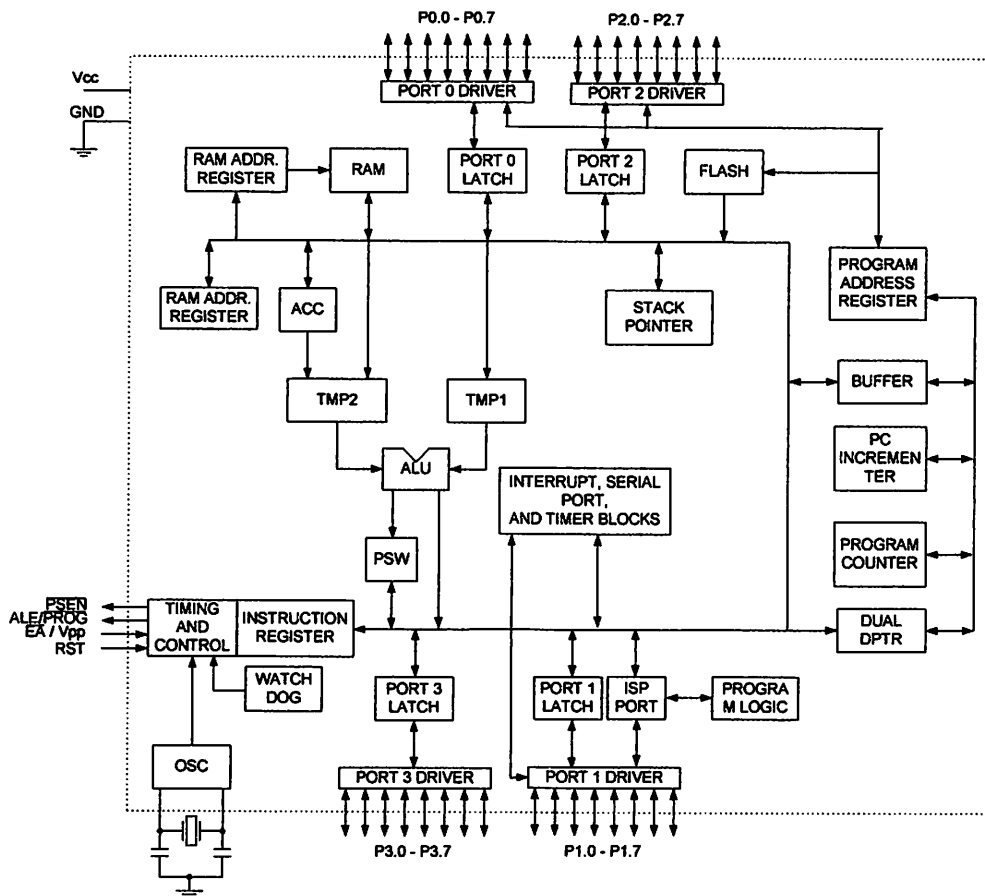 P0.0 - P0.7
P2.0 - P2.7
Vcc
GND
PORT 0 DRIVER
PORT 2 DRIVER
RAM ADDR.
REGISTER
RAM
PORT 0
LATCH
PORT 2
LATCH
FLASH
RAM ADDR.
REGISTER
ACC
STACK
POINTER
PROGRAM
ADDRESS
REGISTER
TMP2
TMP1
BUFFER
ALU
PC
INCREMEN
TER
INTERRUPT, SERIAL
PORT,
AND TIMER BLOCKS
PSW
PROGRAM
COUNTER
PSEN
ALE/PROG
EA / Vpp
RST
TIMING
AND
CONTROL
INSTRUCTION
REGISTER
DUAL
DPTR
WATCH
DOG
PORT 3
LATCH
PORT 1
LATCH
ISP
PORT
PROGRA
M LOGIC
OSC
PORT 3 DRIVER
PORT 1 DRIVER
P3.0 - P3.7
P1.0 - P1.7